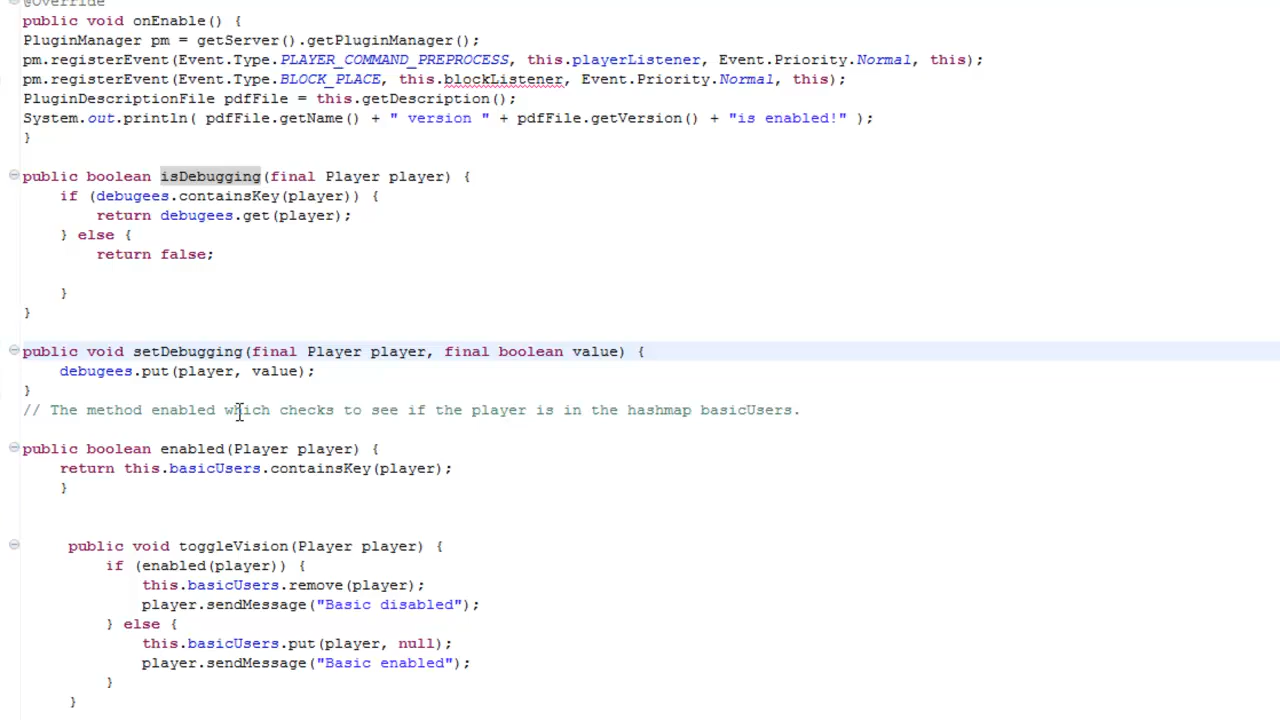 @Override
public void onEnable() {
PluginManager pm = getServer().getPluginManager();
pm.registerEvent(Event.Type.PLAYER_COMMAND_PREPROCESS, this.playerListener, Event.Priority.Normal, this);
pm.registerEvent(Event.Type.BLOCK_PLACE, this.blockListener, Event.Priority.Normal, this);
PluginDescriptionFile pdfFile = this.getDescription();
System.out.println( pdfFile.getName() + " version " + pdfFile.getVersion() + "is enabled!" );
}
public boolean isDebugging(final Player player) {
if (debugees.containsKey(player)) {
return debugees.get(player);
} else {
return false;
}
}
public void setDebugging(final Player player, final boolean value) {
debugees.put(player, value);
}
// The method enabled which checks to see if the player is in the hashmap basicUsers.
public boolean enabled(Player player) {
return this.basicUsers.containsKey(player);
}
public void toggleVision(Player player) {
if (enabled(player)) {
this.basicUsers.remove(player);
player.sendMessage("Basic disabled");
} else {
this.basicUsers.put(player, null);
player.sendMessage("Basic enabled");
}
}